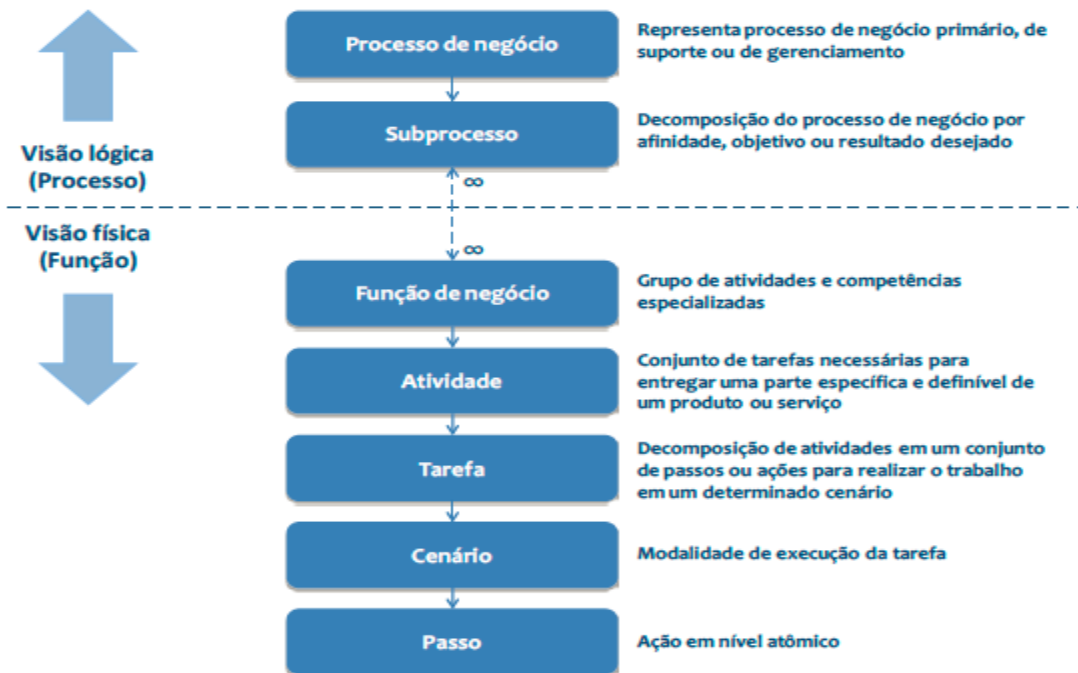 Processo de negócio
Representa processo de negócio primário, de
suporte ou de gerenciamento
Subprocesso
Decomposição do processo de negócio por
afinidade, objetivo ou resultado desejado
Visão lógica
(Processo)
∞
Visão física
(Função)
∞
Função de negócio
Grupo de atividades e competências
especializadas
Atividade
Conjunto de tarefas necessárias para
entregar uma parte específica e definível de
um produto ou serviço
Tarefa
Decomposição de atividades em um conjunto
de passos ou ações para realizar o trabalho
em um determinado cenário
Cenário
Modalidade de execução da tarefa
Passo
Ação em nível atômico